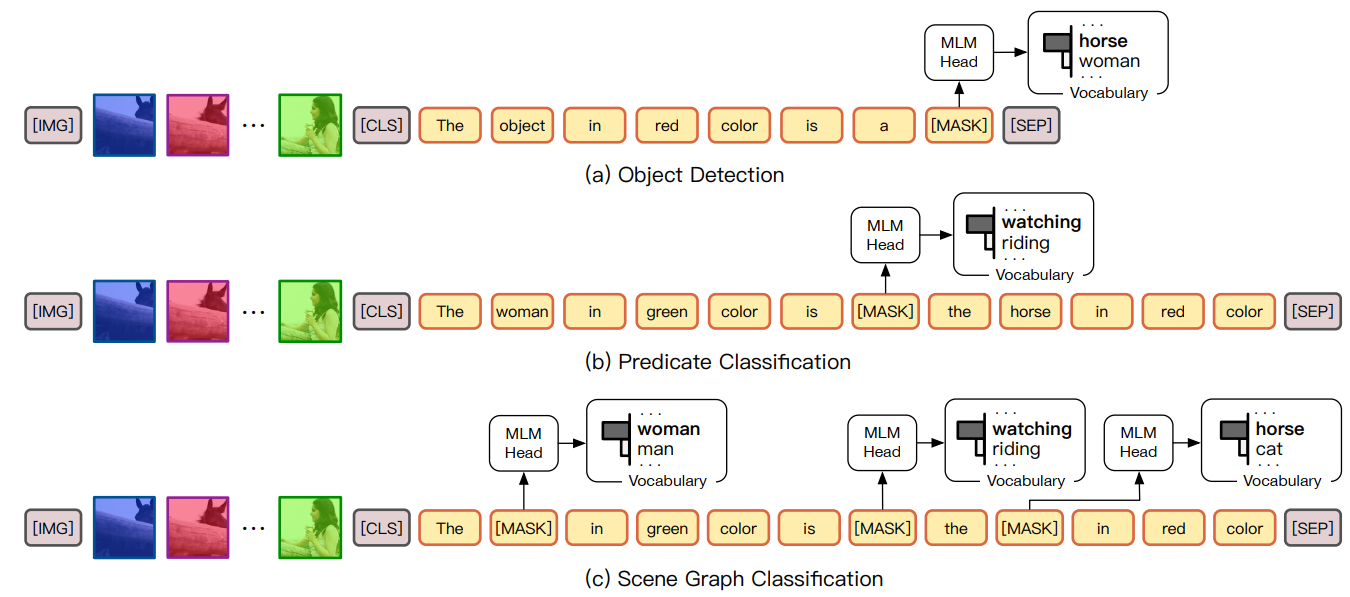 MLM
Head
. . .
horse
woman
. . .
Vocabulary
[IMG] ... [CLS] The object in red color is a [MASK] [SEP]
(a) Object Detection
MLM
Head
. . .
watching
riding
. . .
Vocabulary
[IMG] ... [CLS] The woman in green color is [MASK] the horse in red color [SEP]
(b) Predicate Classification
MLM
Head
. . .
woman
man
. . .
Vocabulary
MLM
Head
. . .
watching
riding
. . .
Vocabulary
MLM
Head
. . .
horse
cat
. . .
Vocabulary
[IMG] ... [CLS] The [MASK] in green color is [MASK] the [MASK] in red color [SEP]
(c) Scene Graph Classification